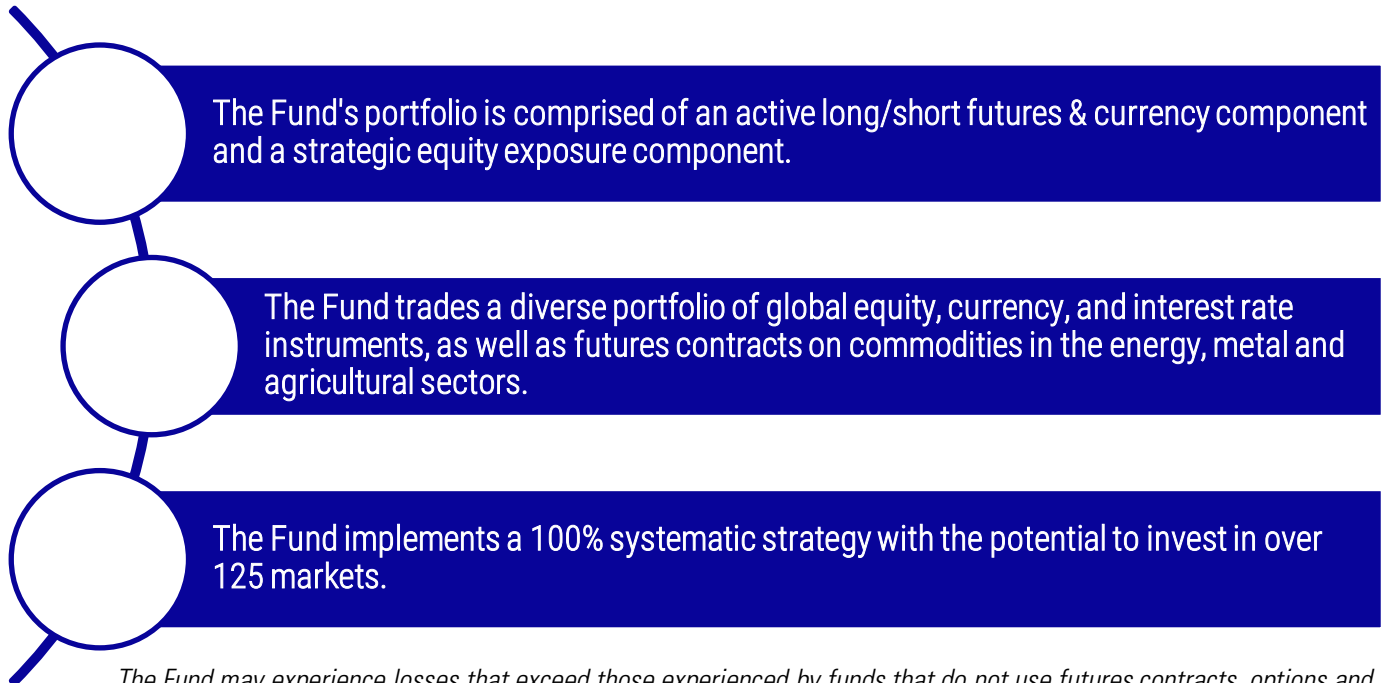 The Fund's portfolio is comprised of an active long/short futures & currency component
and a strategic equity exposure component.
The Fund trades a diverse portfolio of global equity, currency, and interest rate
instruments, as well as futures contracts on commodities in the energy, metal and
agricultural sectors.
The Fund implements a 100% systematic strategy with the potential to invest in over
125 markets.
The Fund may experience losses that exceed those experienced by funds that do not use futures contracts, options and